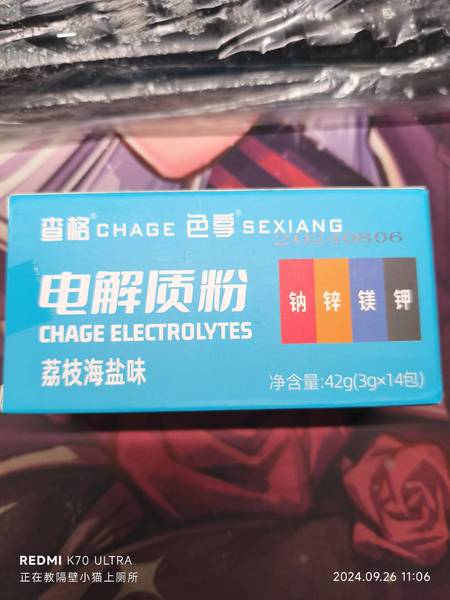 查格® CHAGE 色享® SEXIANG
20240806
电解质粉
CHAGE ELECTROLYTES
钠 锌 镁 钾
荔枝海盐味
净含量:42g(3g×14包)
REDMI K70 ULTRA
正在教隔壁小猫上厕所
2024.09.26 11:06